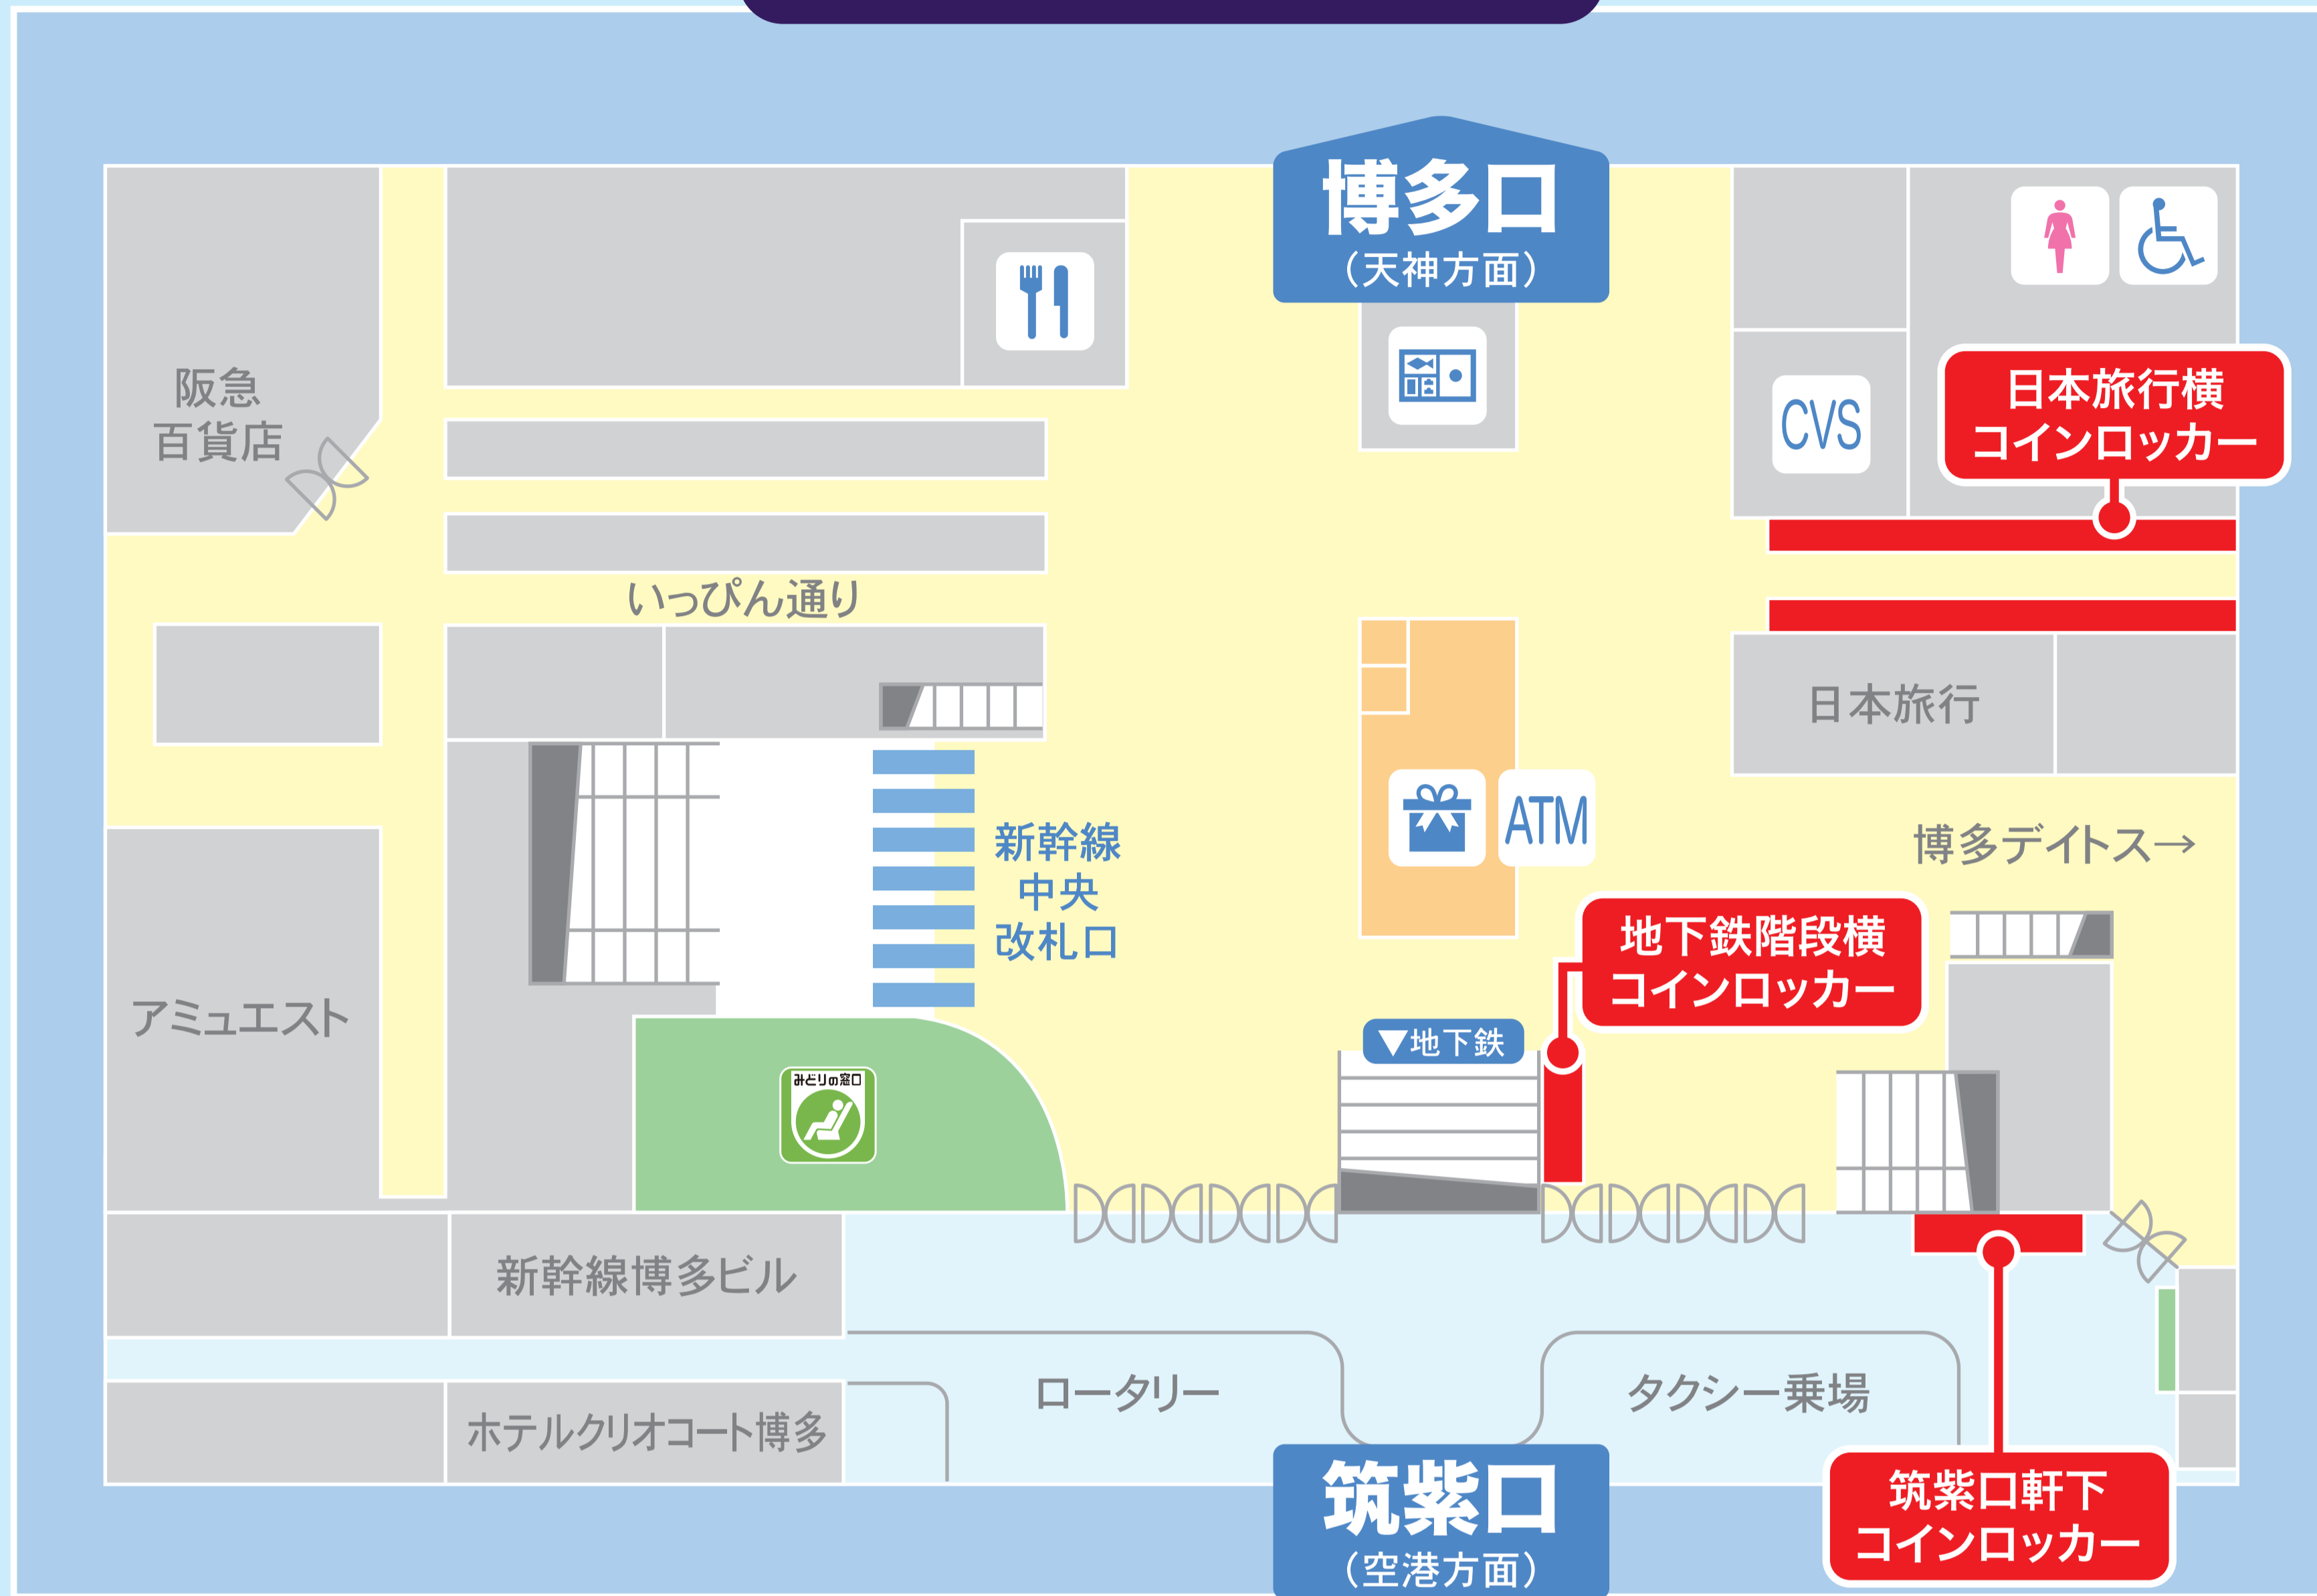 博多口
(天神方面)
阪急
百貨店
CVS
日本旅行横
コインロッカー
いっぴん通り
日本旅行
ATM
新幹線
中央
改札口
博多デイトス→
地下鉄階段横
コインロッカー
アミュエスト
▼地下鉄
みどりの窓口
新幹線博多ビル
ロータリー
タクシー乗場
ホテルクリオコート博多
筑紫口
(空港方面)
筑紫口軒下
コインロッカー